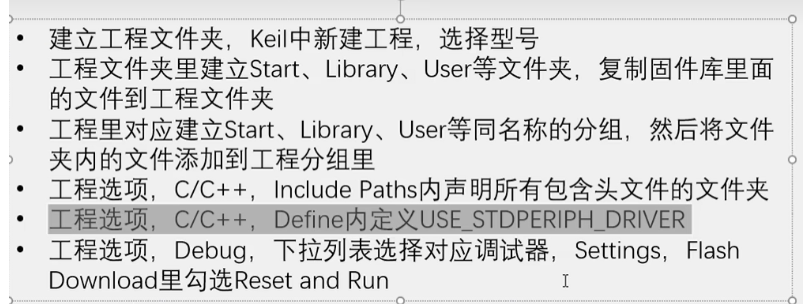 • 建立工程文件夹，Keil中新建工程，选择型号
• 工程文件夹里建立Start、Library、User等文件夹，复制固件库里面
的文件到工程文件夹
• 工程里对应建立Start、Library、User等同名称的分组，然后将文件
夹内的文件添加到工程分组里
• 工程选项，C/C++，Include Paths内声明所有包含头文件的文件夹
• 工程选项，C/C++，Define内定义USE_STDPERIPH_DRIVER
• 工程选项，Debug，下拉列表选择对应调试器，Settings，Flash
Download里勾选Reset and Run